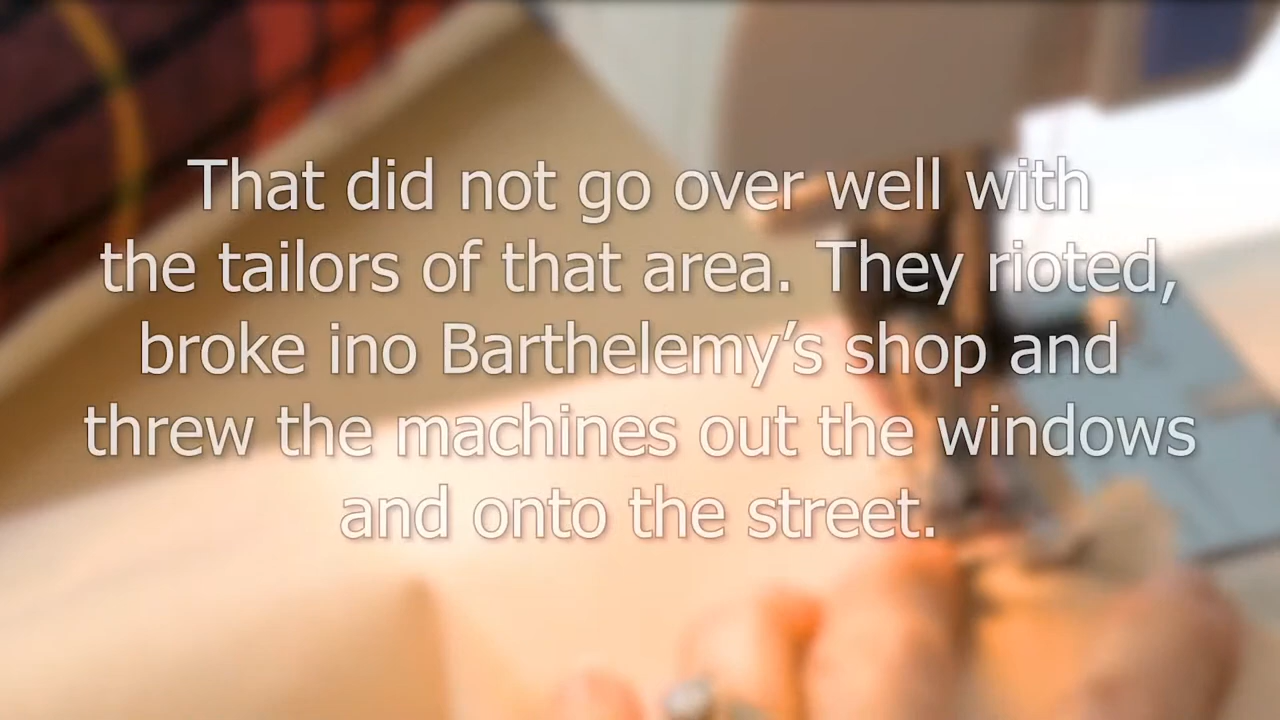 That did not go over well with
the tailors of that area. They rioted,
broke ino Barthelemy’s shop and
threw the machines out the windows
and onto the street.